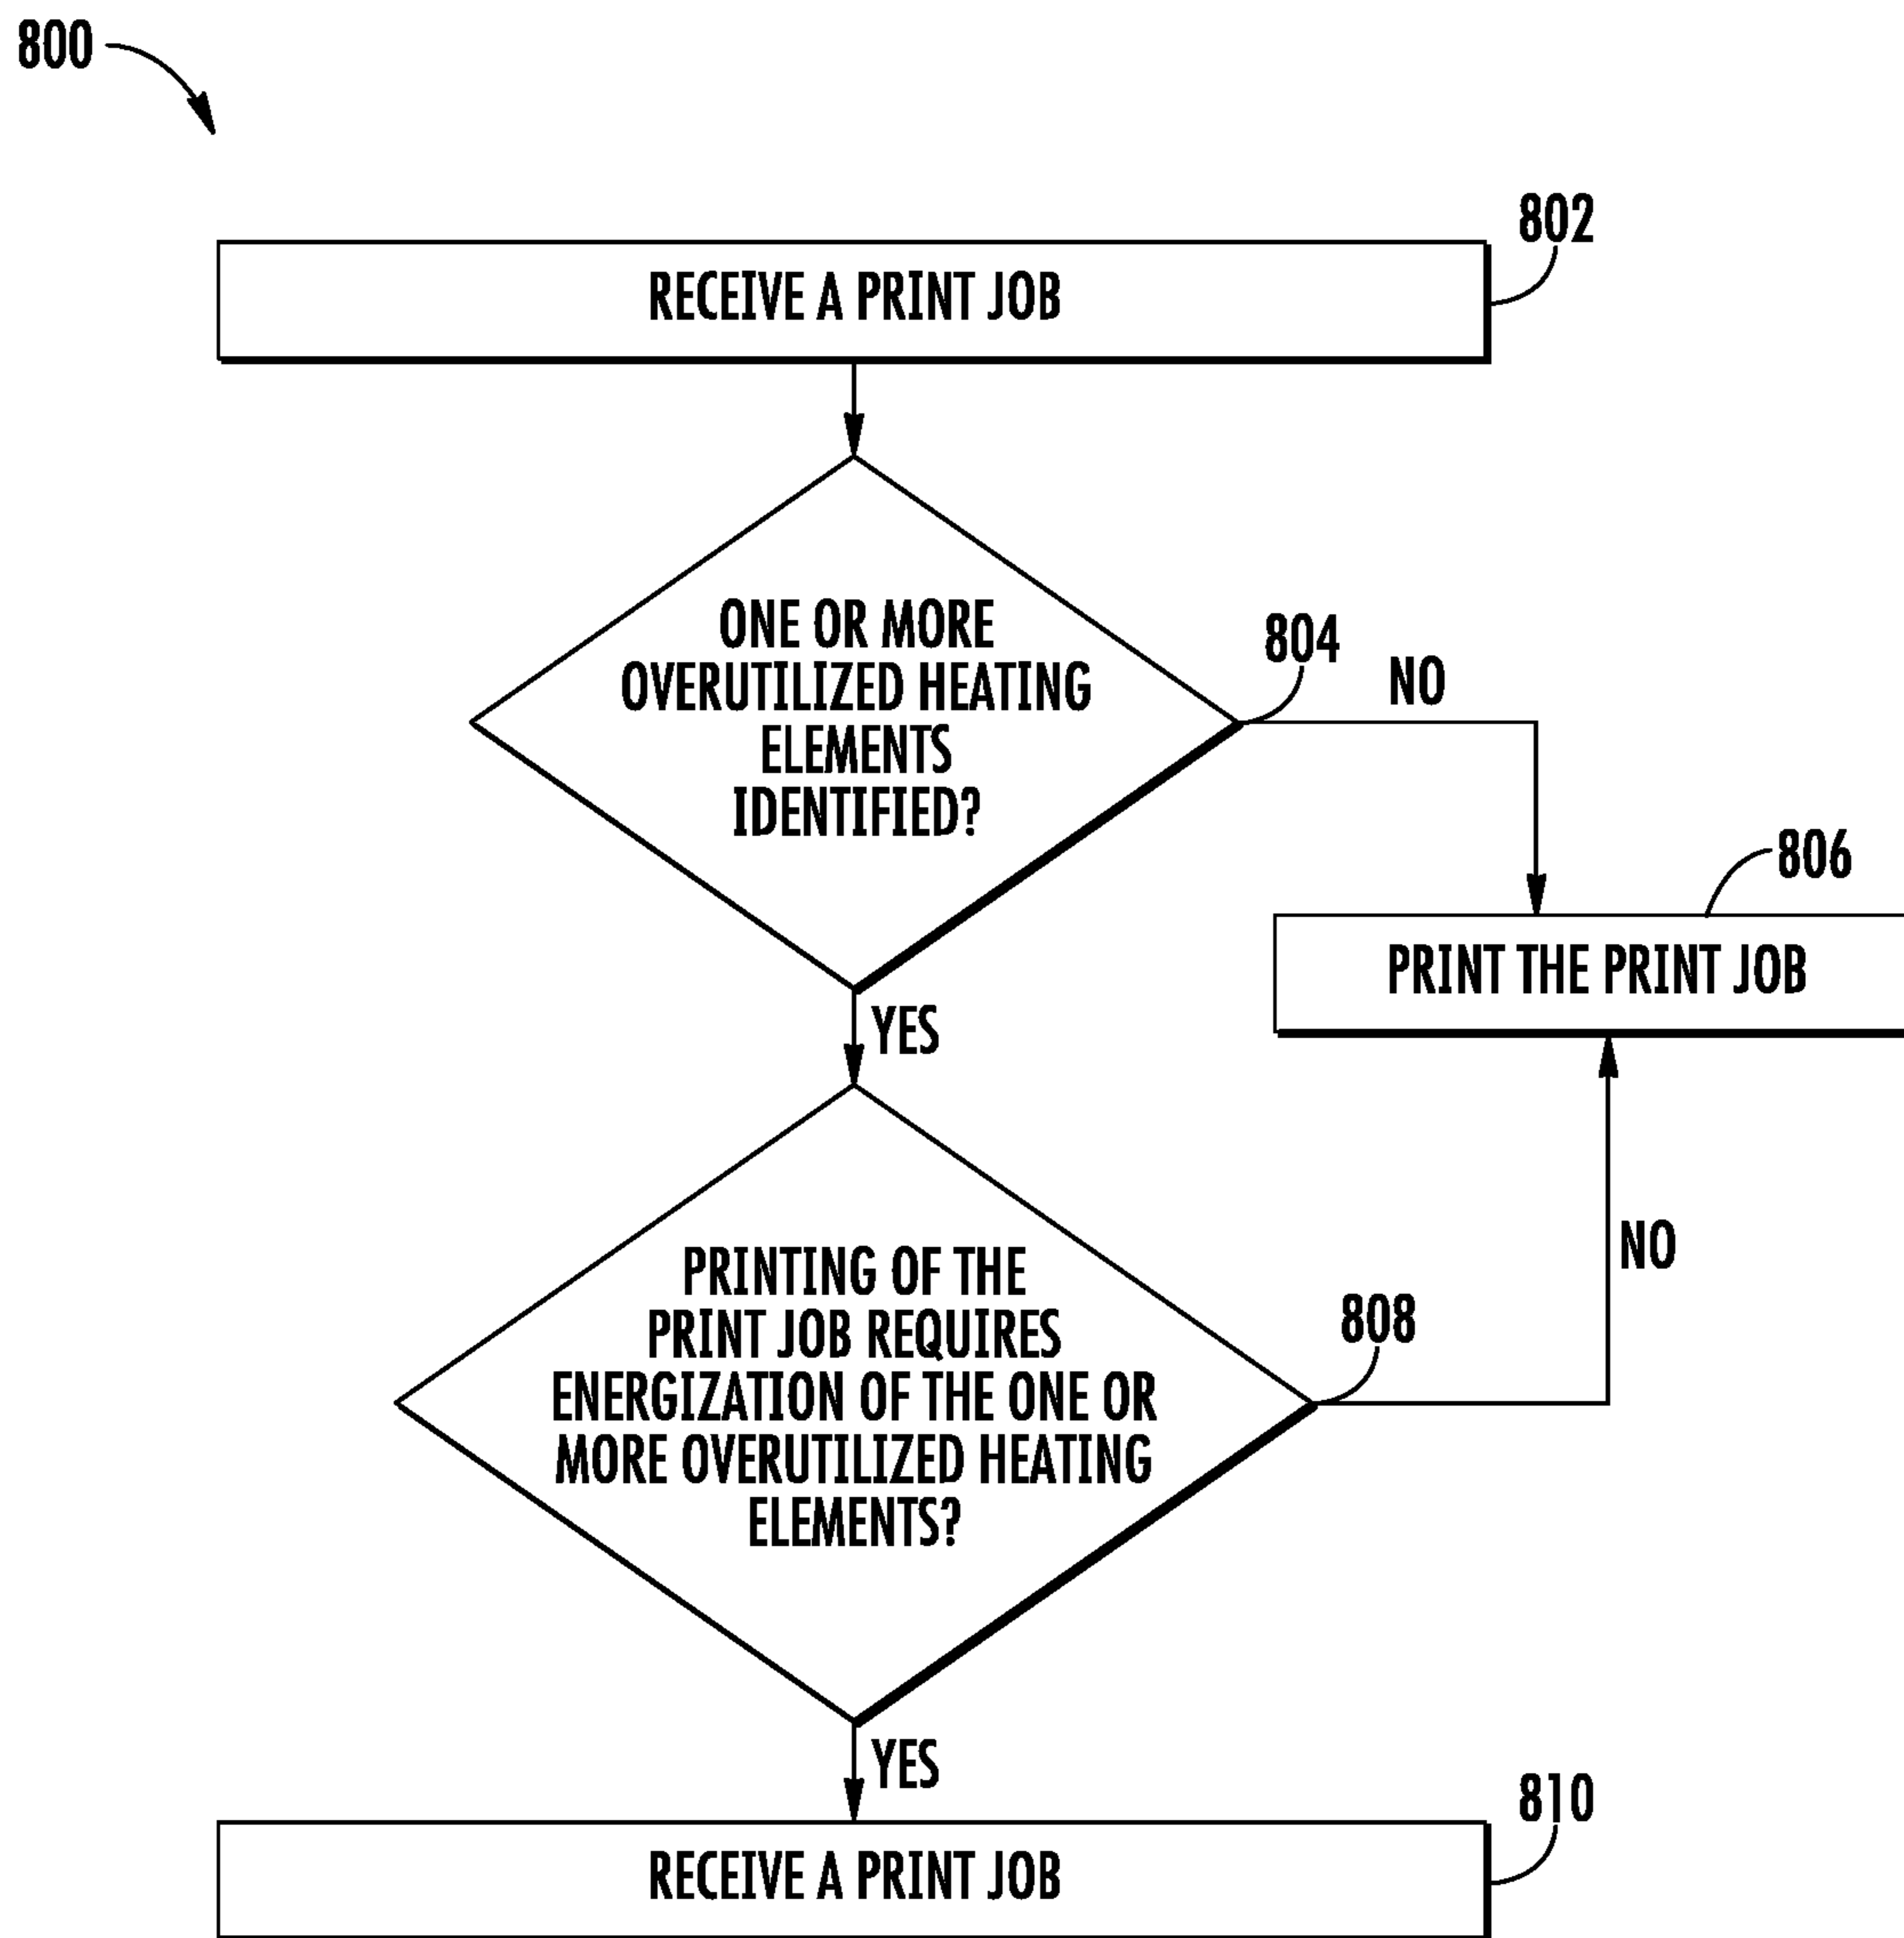 800
802
RECEIVE A PRINT JOB
ONE OR MORE
OVERUTILIZED HEATING
ELEMENTS
IDENTIFIED?
804
NO
806
PRINT THE PRINT JOB
YES
PRINTING OF THE
PRINT JOB REQUIRES
ENERGIZATION OF THE ONE OR
MORE OVERUTILIZED HEATING
ELEMENTS?
808
NO
YES
810
RECEIVE A PRINT JOB